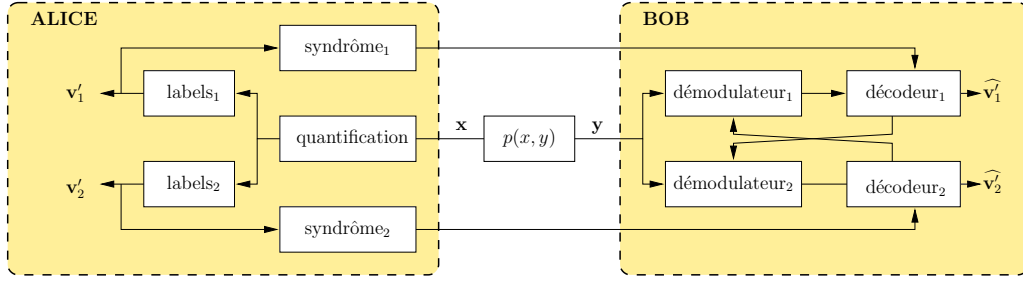 ALICE
BOB
syndrôme₁
v′₁
labels₁
démodulateur₁
décodeur₁
v̂′₁
quantification
x
p(x, y)
y
v′₂
labels₂
démodulateur₂
décodeur₂
v̂′₂
syndrôme₂